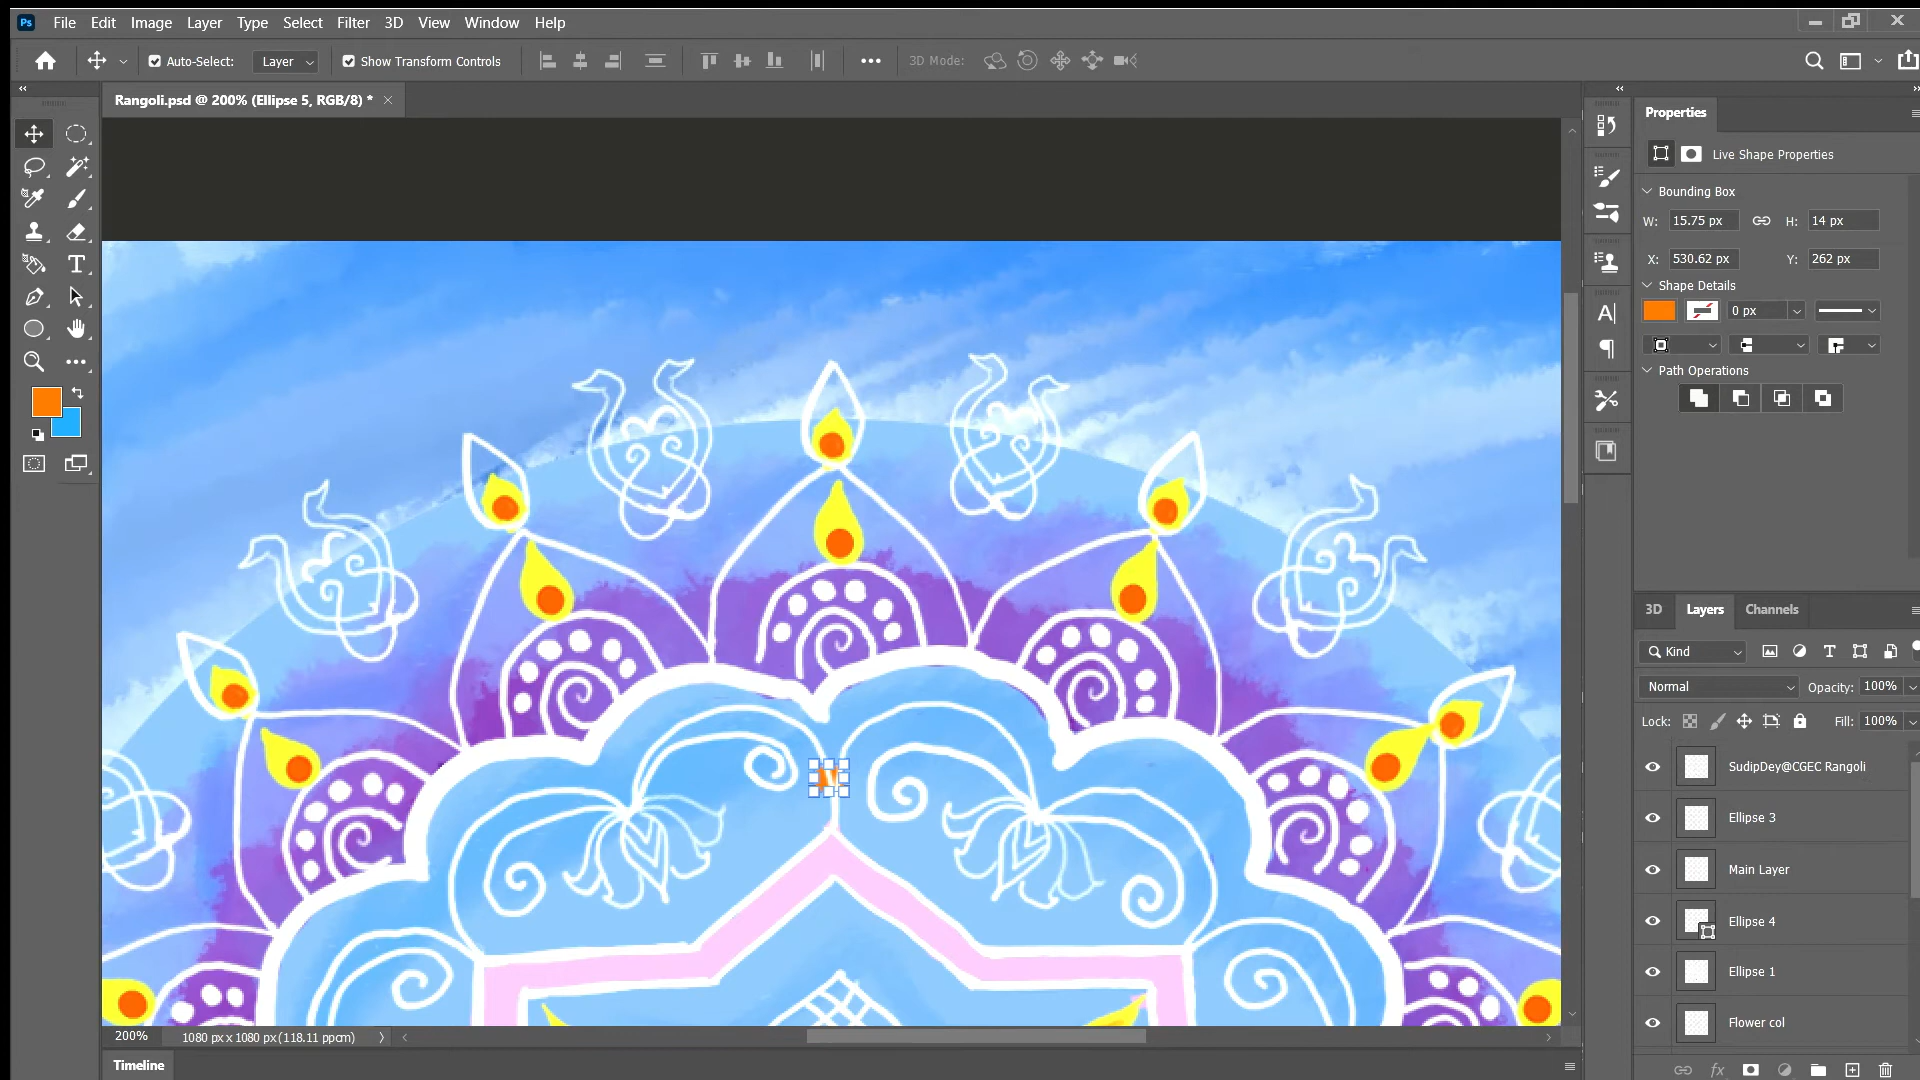 Ps File Edit Image Layer Type Select Filter 3D View Window Help
Auto-Select: Layer Show Transform Controls 3D Mode:
Rangoli.psd @ 200% (Ellipse 5, RGB/8) *
Properties
Live Shape Properties
Bounding Box
W: 15.75 px H: 14 px
X: 530.62 px Y: 262 px
Shape Details
0 px
Path Operations
3D Layers Channels
Kind
Normal Opacity: 100%
Lock: Fill: 100%
SudipDey@CGEC Rangoli
Ellipse 3
Main Layer
Ellipse 4
Ellipse 1
Flower col
200% 1080 px x 1080 px (118.11 ppcm)
Timeline